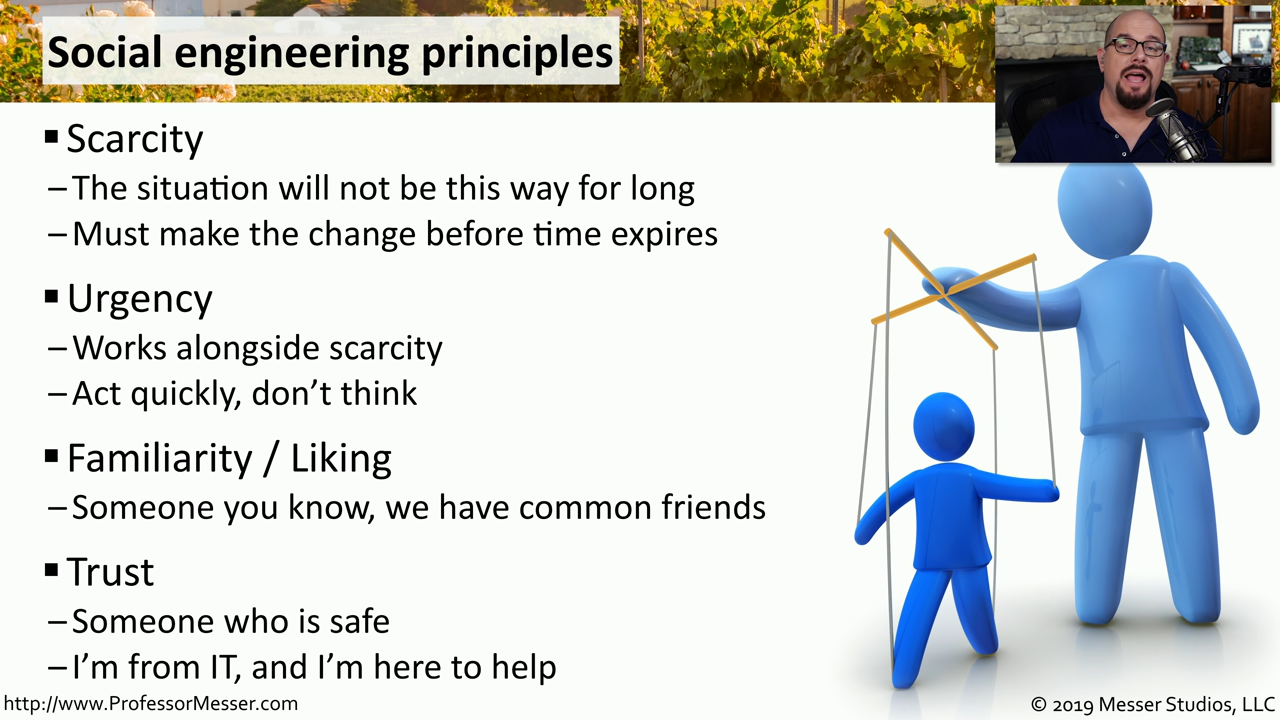 Social engineering principles
▪ Scarcity
– The situation will not be this way for long
– Must make the change before time expires
▪ Urgency
– Works alongside scarcity
– Act quickly, don’t think
▪ Familiarity / Liking
– Someone you know, we have common friends
▪ Trust
– Someone who is safe
– I’m from IT, and I’m here to help
http://www.ProfessorMesser.com
© 2019 Messer Studios, LLC